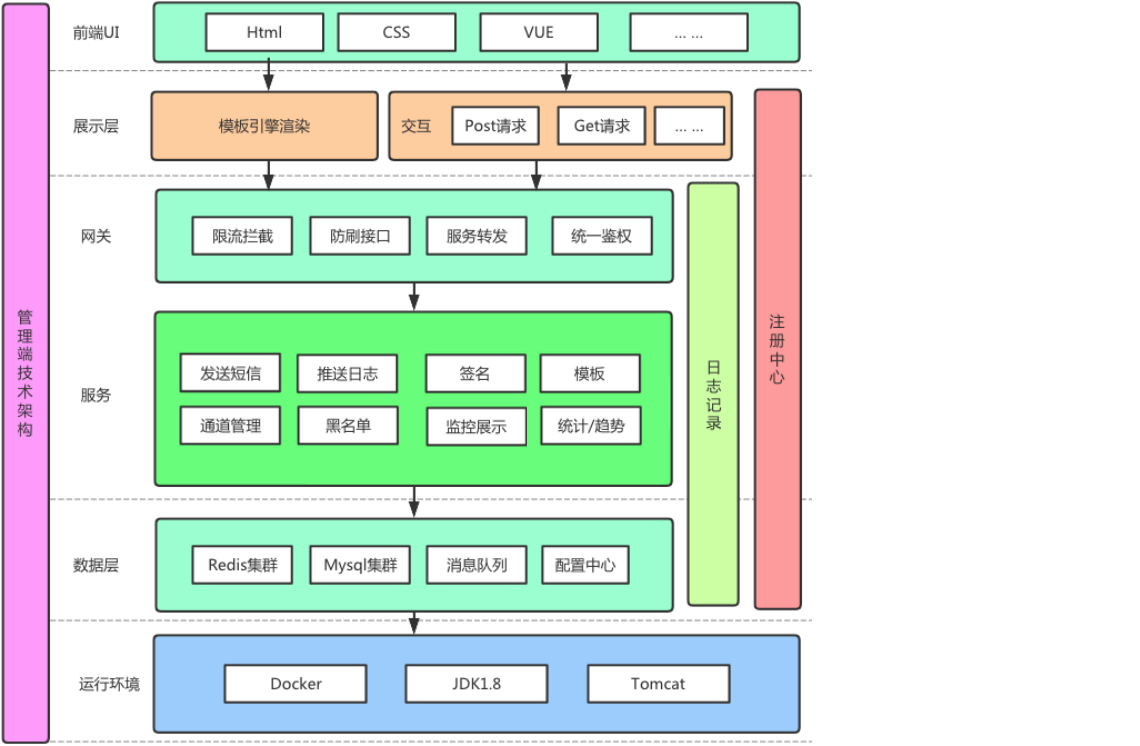 管理端技术架构
前端UI
Html
CSS
VUE
... ...
展示层
模板引擎渲染
交互
Post请求
Get请求
... ...
网关
限流拦截
防刷接口
服务转发
统一鉴权
服务
发送短信
推送日志
签名
模板
通道管理
黑名单
监控展示
统计/趋势
数据层
Redis集群
Mysql集群
消息队列
配置中心
日志记录
注册中心
运行环境
Docker
JDK1.8
Tomcat